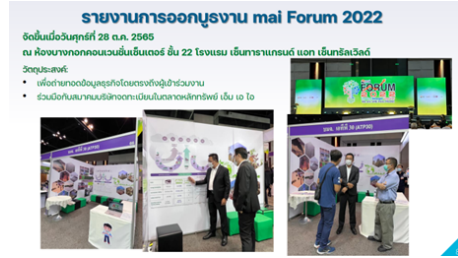 รายงานการออกบูธงาน mai Forum 2022
จัดขึ้นเมื่อวันศุกร์ที่ 28 ต.ค. 2565
ณ ห้องบางกอกคอนเวนชั่นเซ็นเตอร์ ชั้น 22 โรงแรม เซ็นทาราแกรนด์ แอท เซ็นทรัลเวิลด์
วัตถุประสงค์:
• เพื่อถ่ายทอดข้อมูลธุรกิจโดยตรงถึงผู้เข้าร่วมงาน
• ร่วมมือกับสมาคมบริษัทจดทะเบียนในตลาดหลักทรัพย์ เอ็ม เอ ไอ
FORUM